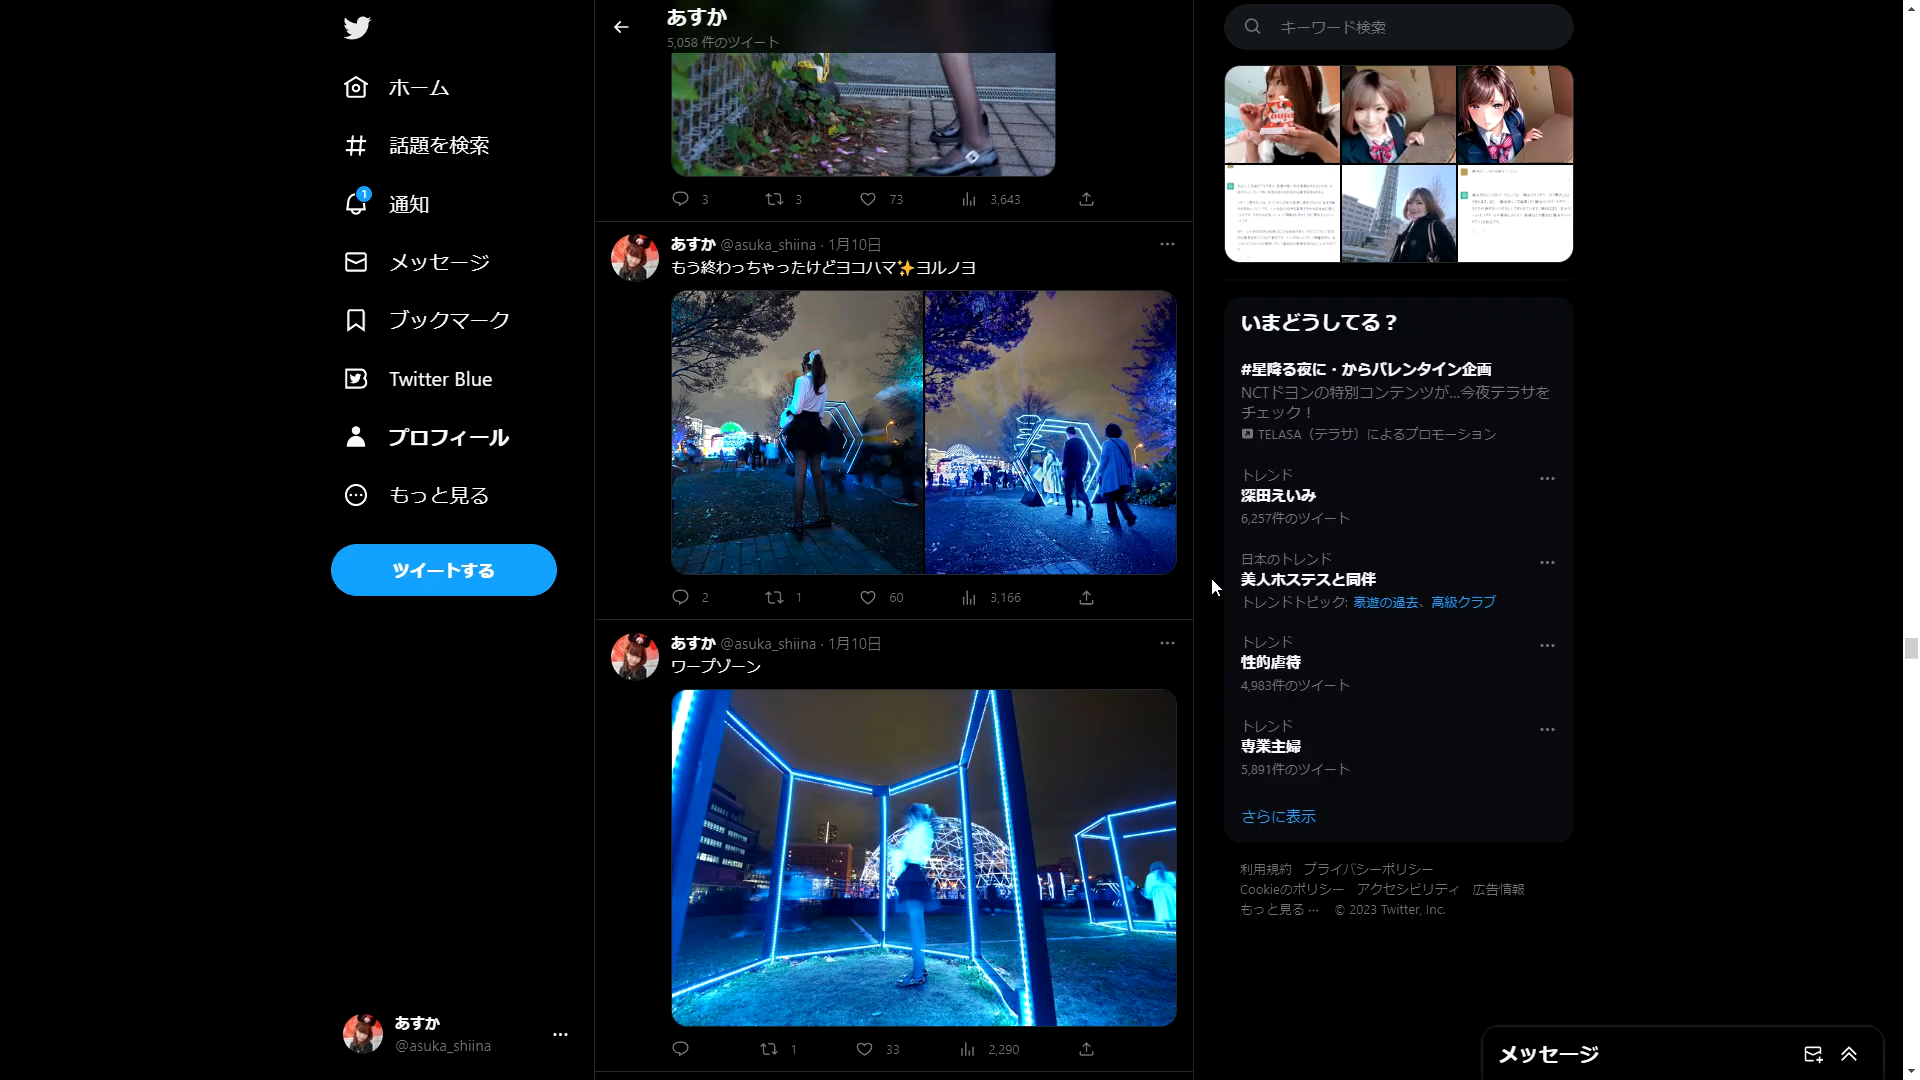 ホーム
話題を検索
1
通知
メッセージ
ブックマーク
Twitter Blue
プロフィール
もっと見る
ツイートする
あすか
@asuka_shiina
あすか
5,058 件のツイート
3 3 73 3,643
あすか @asuka_shiina · 1月10日
もう終わっちゃったけどヨコハマ✨ヨルノヨ
2 1 60 3,166
あすか @asuka_shiina · 1月10日
ワープゾーン
1 33 2,290
キーワード検索
いまどうしてる？
#星降る夜に・からバレンタイン企画
NCTドヨンの特別コンテンツが...今夜テラサを
チェック！
TELASA（テラサ）によるプロモーション
トレンド
深田えいみ
6,257件のツイート
日本のトレンド
美人ホステスと同伴
トレンドトピック: 豪遊の過去、高級クラブ
トレンド
性的虐待
4,983件のツイート
トレンド
専業主婦
5,891件のツイート
さらに表示
利用規約 プライバシーポリシー
Cookieのポリシー アクセシビリティ 広告情報
もっと見る ··· © 2023 Twitter, Inc.
メッセージ